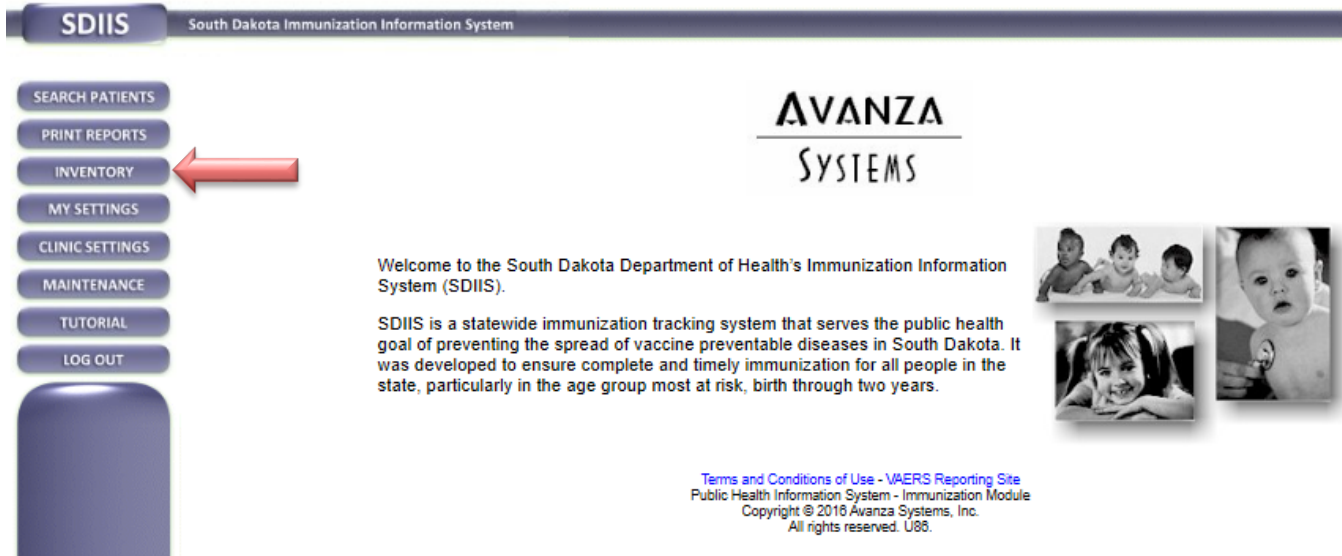 SDIIS
South Dakota Immunization Information System
SEARCH PATIENTS
PRINT REPORTS
INVENTORY
MY SETTINGS
CLINIC SETTINGS
MAINTENANCE
TUTORIAL
LOG OUT
AVANZA
SYSTEMS
Welcome to the South Dakota Department of Health's Immunization Information
System (SDIIS).
SDIIS is a statewide immunization tracking system that serves the public health
goal of preventing the spread of vaccine preventable diseases in South Dakota. It
was developed to ensure complete and timely immunization for all people in the
state, particularly in the age group most at risk, birth through two years.
Terms and Conditions of Use - VAERS Reporting Site
Public Health Information System - Immunization Module
Copyright © 2016 Avanza Systems, Inc.
All rights reserved. U86.